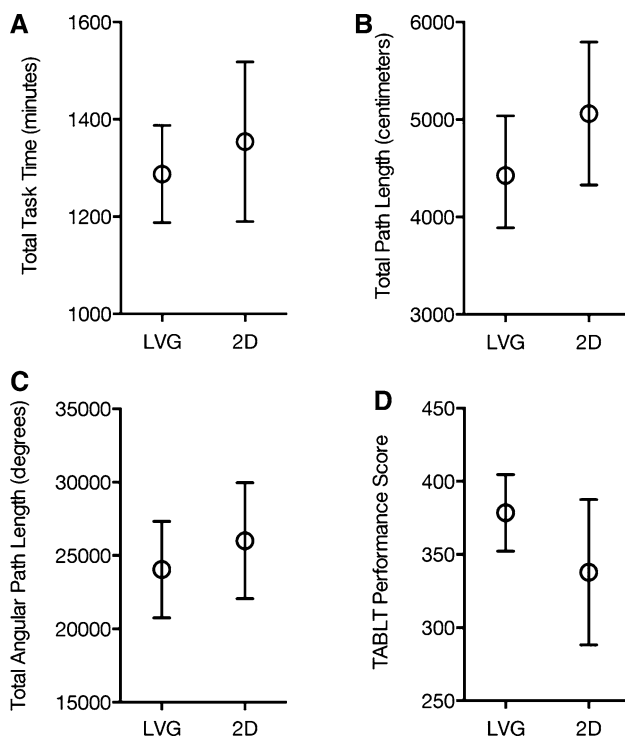 A
Total Task Time (minutes)
1600
1400
1200
1000
LVG 2D
B
Total Path Length (centimeters)
6000
5000
4000
3000
LVG 2D
C
Total Angular Path Length (degrees)
35000
30000
25000
20000
15000
LVG 2D
D
TABLT Performance Score
450
400
350
300
250
LVG 2D